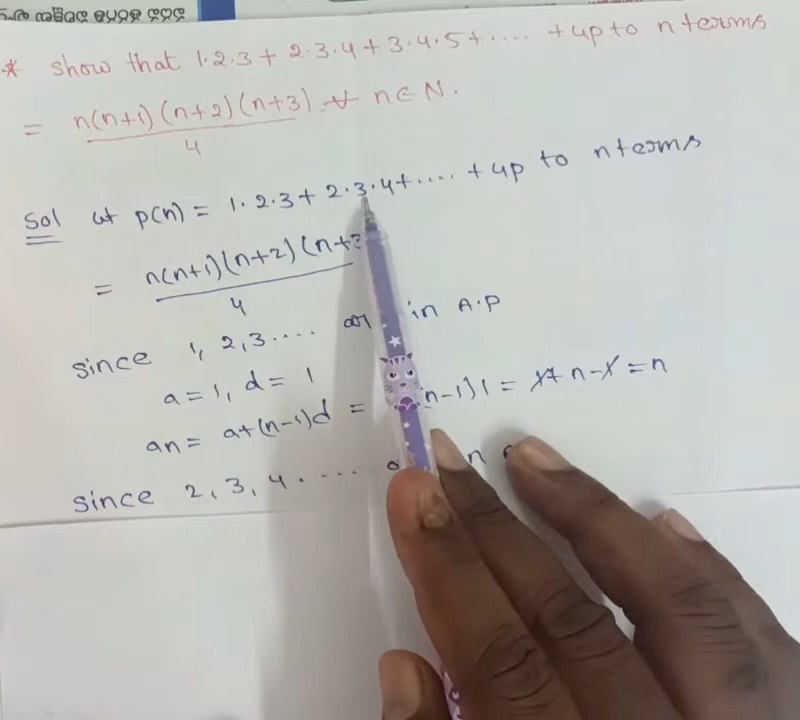 * show that 1·2·3 + 2·3·4 + 3·4·5 + ···· + up to n terms
= n(n+1)(n+2)(n+3)/4 ∀ n∈N.
Sol let p(n) = 1·2·3 + 2·3·4 + ···· + up to n terms
= n(n+1)(n+2)(n+3)/4
since 1, 2, 3 ···· are in A·P
a = 1, d = 1
an = a+(n-1)d = (n-1)1 = 1 + n - 1 = n
since 2, 3, 4 ····